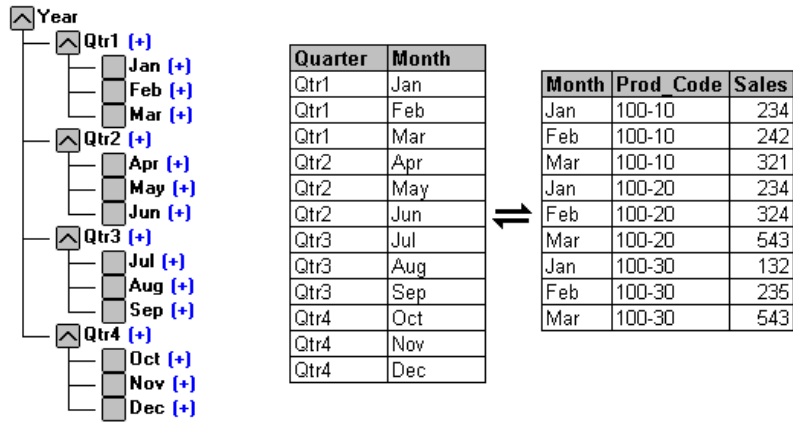 Year
Qtr1 (+)
Jan (+)
Feb (+)
Mar (+)
Qtr2 (+)
Apr (+)
May (+)
Jun (+)
Qtr3 (+)
Jul (+)
Aug (+)
Sep (+)
Qtr4 (+)
Oct (+)
Nov (+)
Dec (+)
Quarter Month
Qtr1 Jan
Qtr1 Feb
Qtr1 Mar
Qtr2 Apr
Qtr2 May
Qtr2 Jun
Qtr3 Jul
Qtr3 Aug
Qtr3 Sep
Qtr4 Oct
Qtr4 Nov
Qtr4 Dec
Month Prod_Code Sales
Jan 100-10 234
Feb 100-10 242
Mar 100-10 321
Jan 100-20 234
Feb 100-20 324
Mar 100-20 543
Jan 100-30 132
Feb 100-30 235
Mar 100-30 543